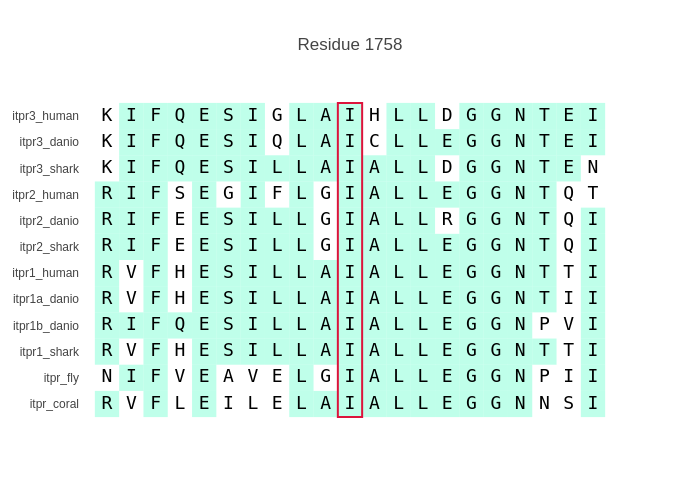 Residue 1758
itpr3_human K I F Q E S I G L A I H L L D G G N T E I
itpr3_danio K I F Q E S I Q L A I C L L E G G N T E I
itpr3_shark K I F Q E S I L L A I A L L D G G N T E N
itpr2_human R I F S E G I F L G I A L L E G G N T Q T
itpr2_danio R I F E E S I L L G I A L L R G G N T Q I
itpr2_shark R I F E E S I L L G I A L L E G G N T Q I
itpr1_human R V F H E S I L L A I A L L E G G N T T I
itpr1a_danio R V F H E S I L L A I A L L E G G N T I I
itpr1b_danio R I F Q E S I L L A I A L L E G G N P V I
itpr1_shark R V F H E S I L L A I A L L E G G N T T I
itpr_fly N I F V E A V E L G I A L L E G G N P I I
itpr_coral R V F L E I L E L A I A L L E G G N N S I